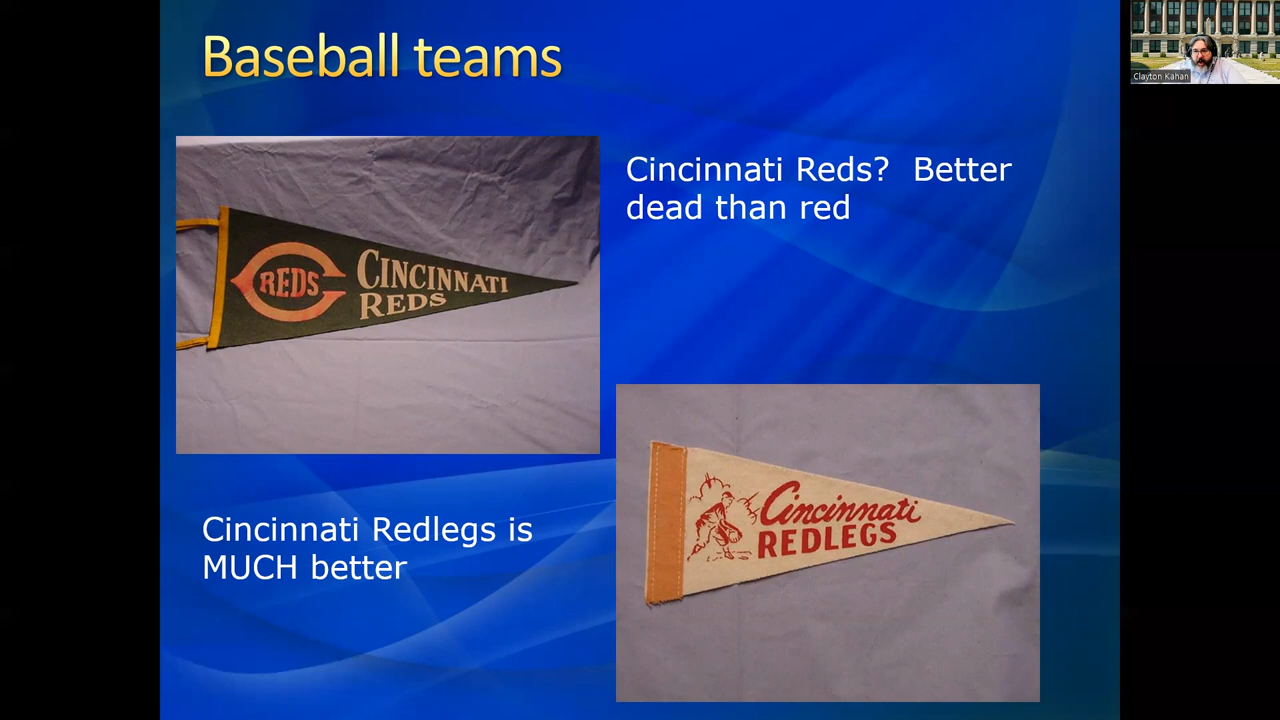 Baseball teams
Clayton Kahan
Cincinnati Reds?  Better
dead than red
REDS
CINCINNATI
REDS
Cincinnati Redlegs is
MUCH better
Cincinnati
REDLEGS